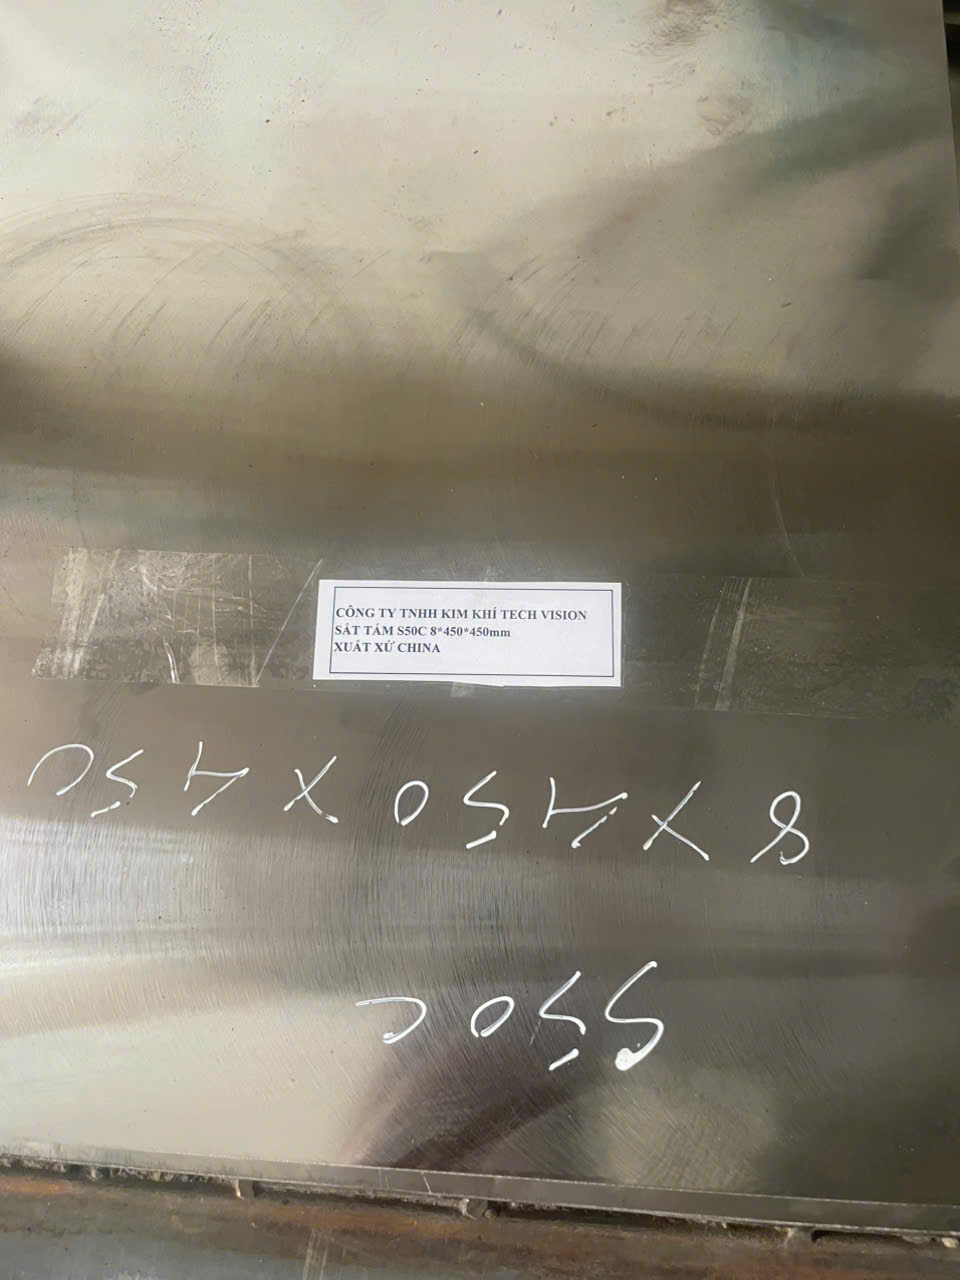 CÔNG TY TNHH KIM KHÍ TECH VISION
SẮT TẤM S50C 8*450*450mm
XUẤT XỨ CHINA
S50C
8X450X450